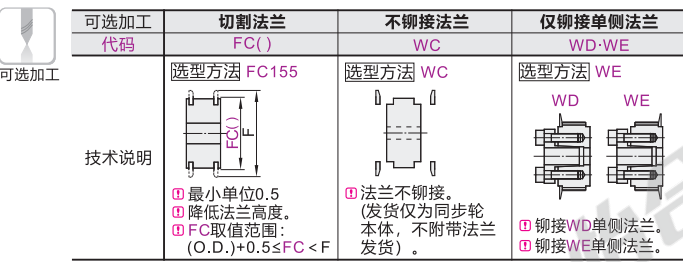 可选加工
可选加工 切割法兰 不铆接法兰 仅铆接单侧法兰
代码 FC( ) WC WD·WE
技术说明
选型方法 FC155
FC( )
F
最小单位0.5
降低法兰高度。
FC取值范围:
(O.D.)+0.5≤FC<F
选型方法 WC
法兰不铆接。
(发货仅为同步轮
本体，不附带法兰
发货）。
选型方法 WE
WD WE
铆接WD单侧法兰。
铆接WE单侧法兰。